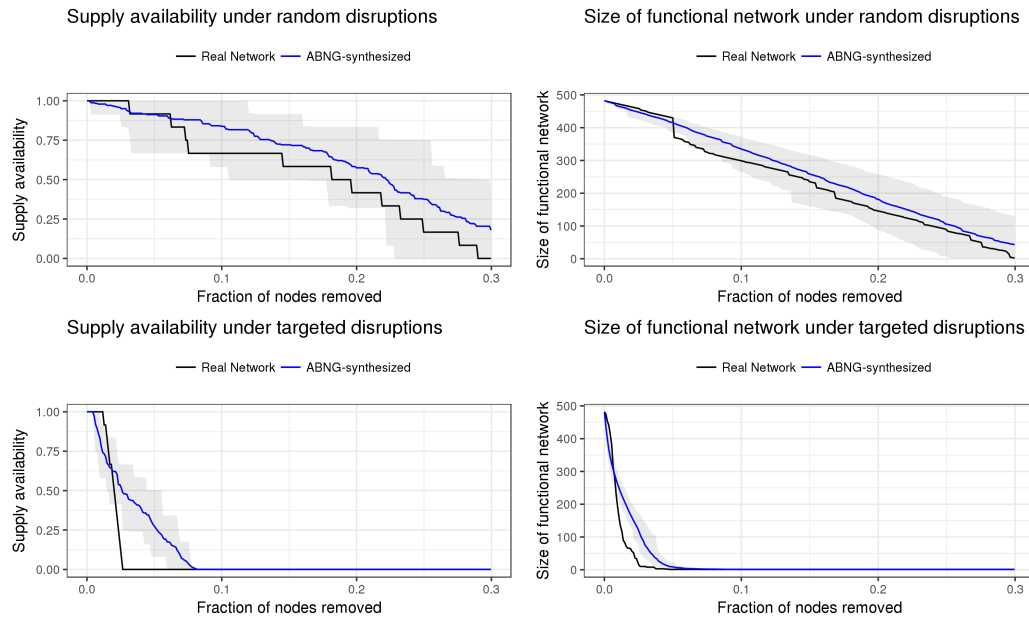 Supply availability under random disruptions
Real Network ABNG-synthesized
Supply availability
1.00
0.75
0.50
0.25
0.00
0.0 0.1 0.2 0.3
Fraction of nodes removed
Size of functional network under random disruptions
Real Network ABNG-synthesized
Size of functional network
500
400
300
200
100
0
0.0 0.1 0.2 0.3
Fraction of nodes removed
Supply availability under targeted disruptions
Real Network ABNG-synthesized
Supply availability
1.00
0.75
0.50
0.25
0.00
0.0 0.1 0.2 0.3
Fraction of nodes removed
Size of functional network under targeted disruptions
Real Network ABNG-synthesized
Size of functional network
500
400
300
200
100
0
0.0 0.1 0.2 0.3
Fraction of nodes removed